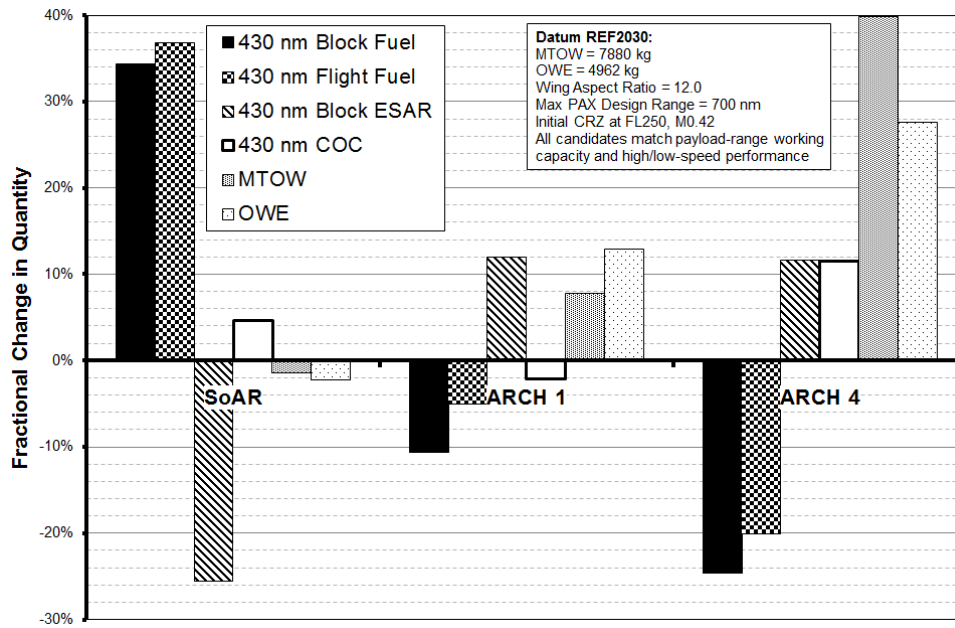 Fractional Change in Quantity
40%
30%
20%
10%
0%
-10%
-20%
-30%
430 nm Block Fuel
430 nm Flight Fuel
430 nm Block ESAR
430 nm COC
MTOW
OWE
Datum REF2030:
MTOW = 7880 kg
OWE = 4962 kg
Wing Aspect Ratio = 12.0
Max PAX Design Range = 700 nm
Initial CRZ at FL250, M0.42
All candidates match payload-range working
capacity and high/low-speed performance
SoAR
ARCH 1
ARCH 4